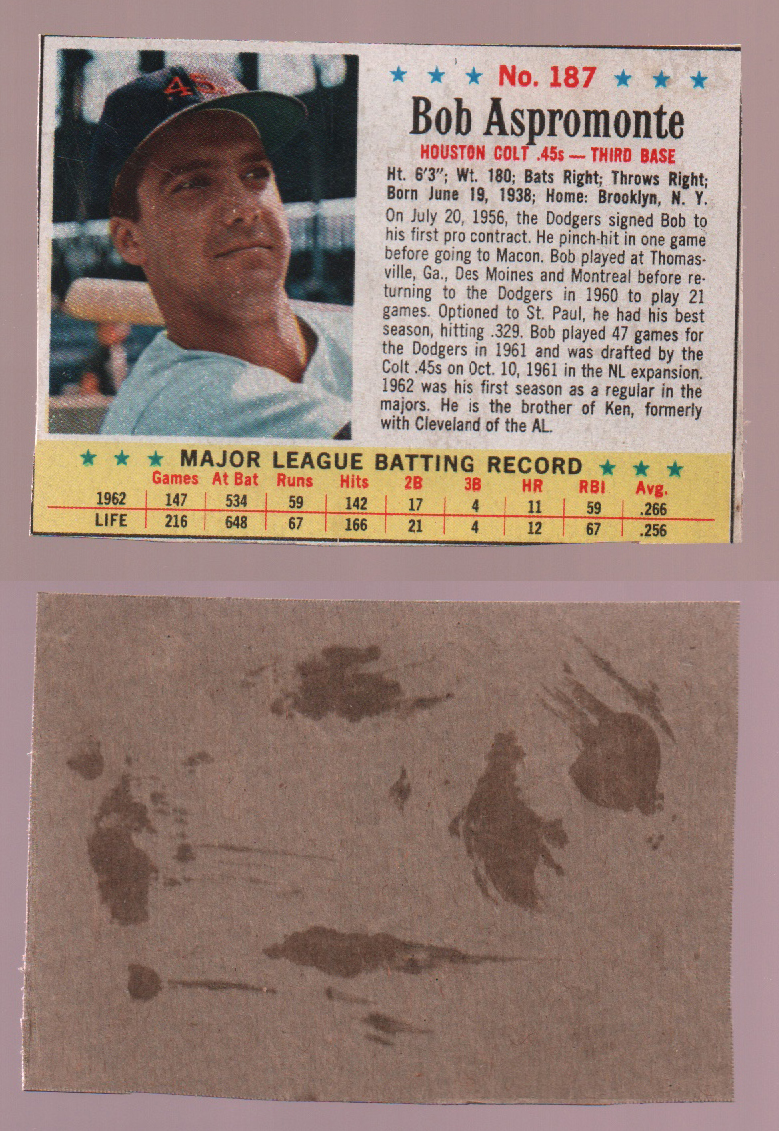 45s
★ ★ ★ No. 187 ★ ★ ★
Bob Aspromonte
HOUSTON COLT .45s — THIRD BASE
Ht. 6'3"; Wt. 180; Bats Right; Throws Right;
Born June 19, 1938; Home: Brooklyn, N. Y.
On July 20, 1956, the Dodgers signed Bob to
his first pro contract. He pinch-hit in one game
before going to Macon. Bob played at Thomas-
ville, Ga., Des Moines and Montreal before re-
turning to the Dodgers in 1960 to play 21
games. Optioned to St. Paul, he had his best
season, hitting .329. Bob played 47 games for
the Dodgers in 1961 and was drafted by the
Colt .45s on Oct. 10, 1961 in the NL expansion.
1962 was his first season as a regular in the
majors. He is the brother of Ken, formerly
with Cleveland of the AL.
★ ★ ★ MAJOR LEAGUE BATTING RECORD ★ ★ ★
Games At Bat Runs Hits 2B 3B HR RBI Avg.
1962 147 534 59 142 17 4 11 59 .266
LIFE 216 648 67 166 21 4 12 67 .256